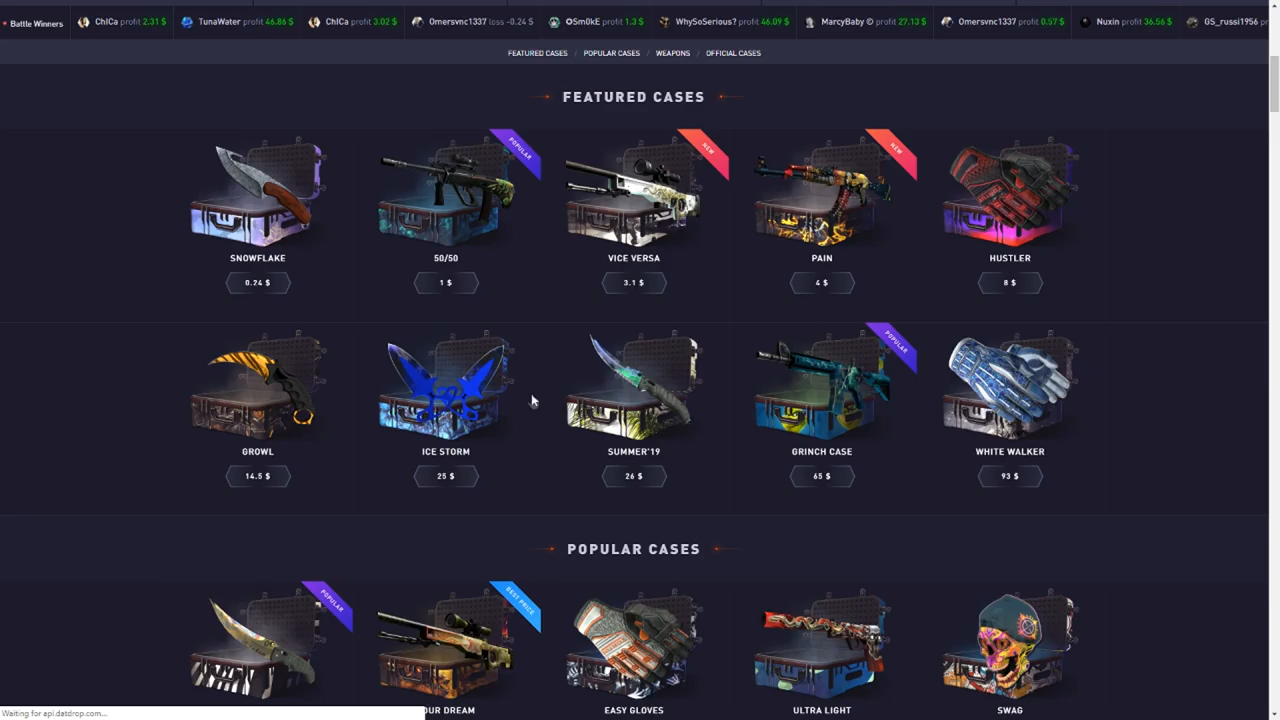 Battle Winners ChICa profit 2.31 $ TunaWater profit 46.86 $ ChICa profit 3.02 $ Omersvnc1337 loss -0.24 $ OSm0kE profit 1.3 $ WhySoSerious? profit 46.09 $ MarcyBaby © profit 27.13 $ Omersvnc1337 profit 0.57 $ Nuxin profit 36.56 $ GS_russi1956
FEATURED CASES / POPULAR CASES / WEAPONS / OFFICIAL CASES
FEATURED CASES
POPULAR NEW NEW
SNOWFLAKE 50/50 VICE VERSA PAIN HUSTLER
0.24 $ 1 $ 3.1 $ 4 $ 8 $
POPULAR
GROWL ICE STORM SUMMER'19 GRINCH CASE WHITE WALKER
14.5 $ 25 $ 26 $ 65 $ 93 $
POPULAR CASES
POPULAR BEST PRICE
OUR DREAM EASY GLOVES ULTRA LIGHT SWAG
Waiting for api.datdrop.com...